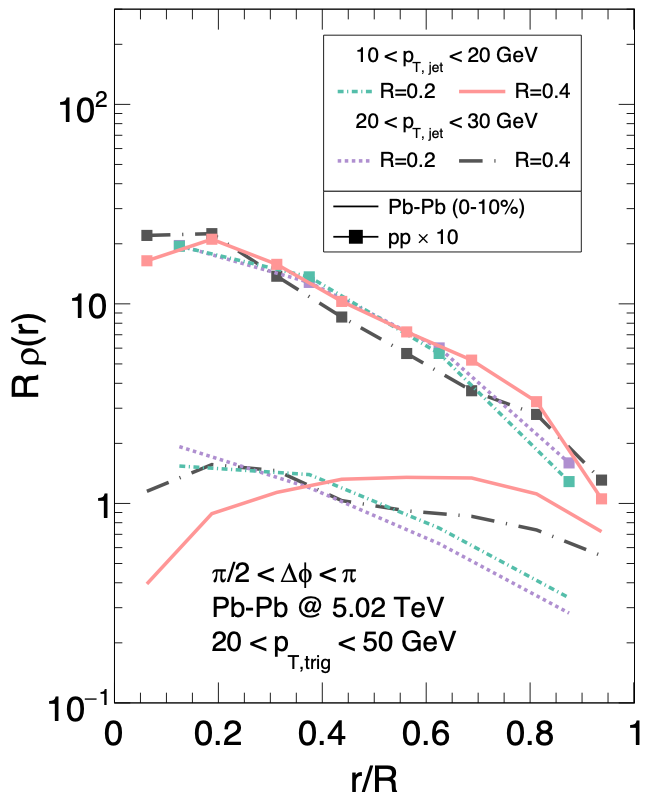 10 < p_T, jet < 20 GeV
R=0.2 R=0.4
20 < p_T, jet < 30 GeV
R=0.2 R=0.4
Pb-Pb (0-10%)
pp × 10
10²
10
1
10⁻¹
R ρ(r)
π/2 < Δϕ < π
Pb-Pb @ 5.02 TeV
20 < p_T,trig < 50 GeV
0 0.2 0.4 0.6 0.8 1
r/R